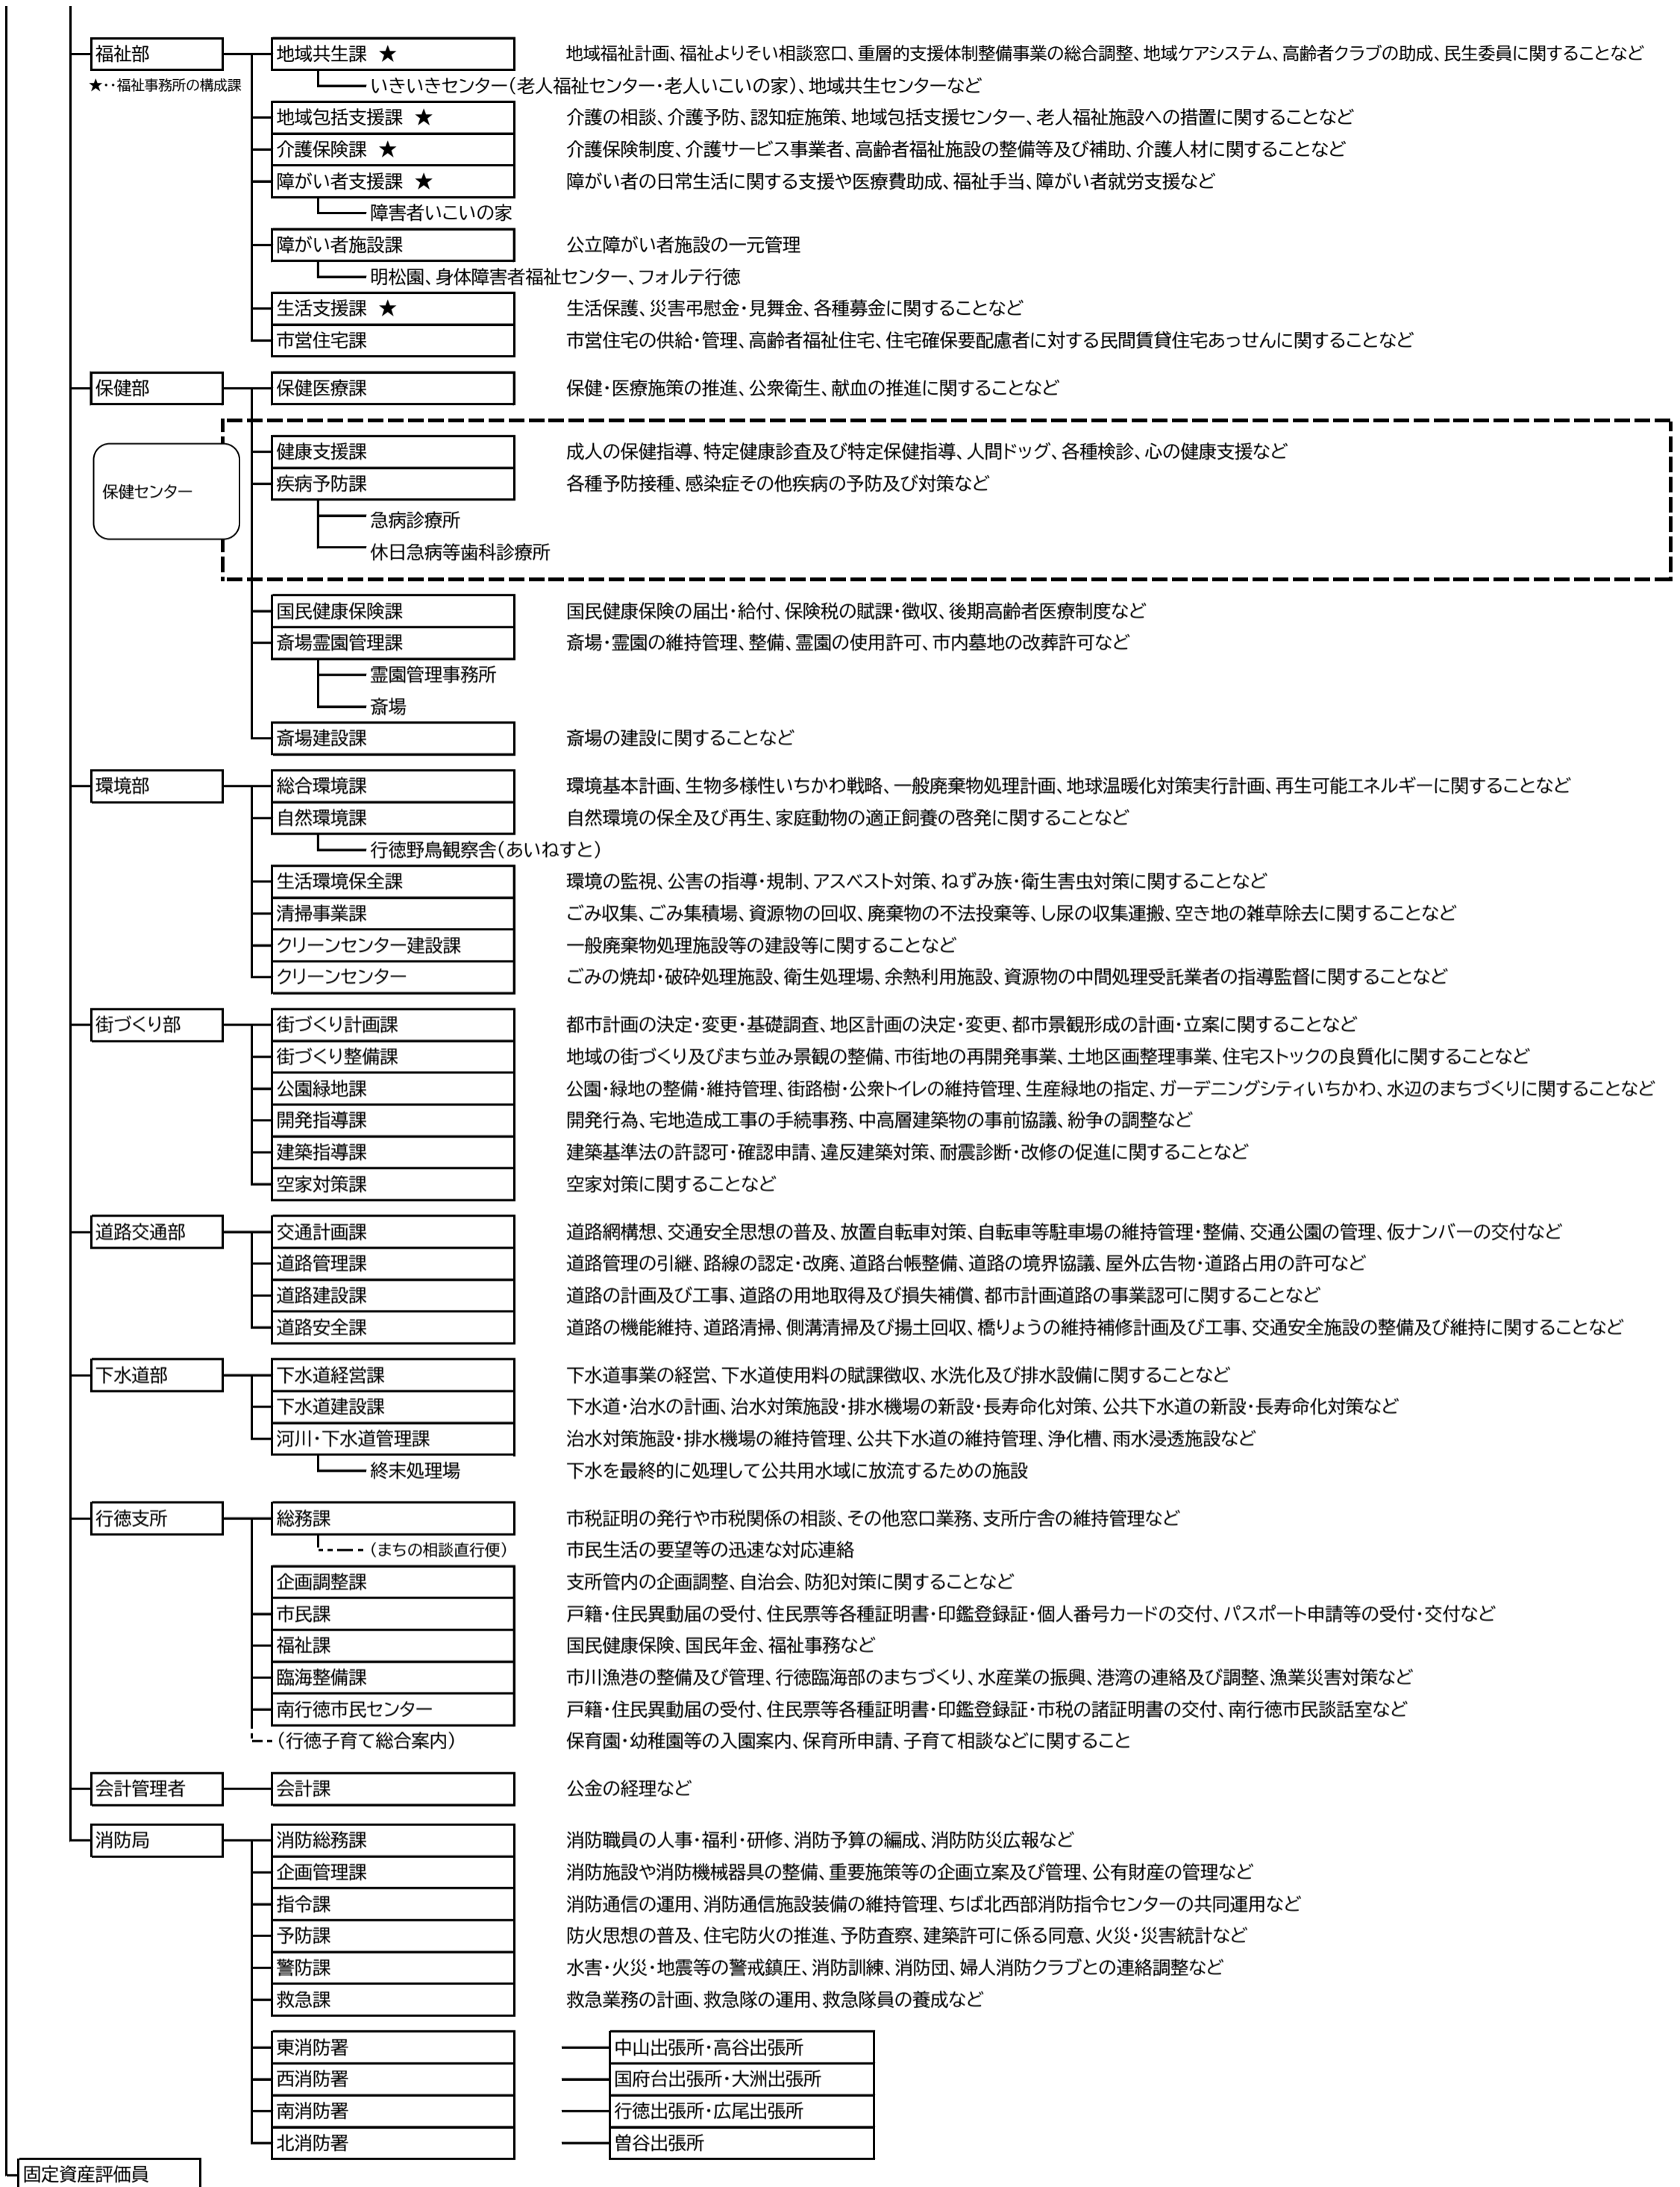 福祉部　地域共生課 ★　地域福祉計画、福祉よりそい相談窓口、重層的支援体制整備事業の総合調整、地域ケアシステム、高齢者クラブの助成、民生委員に関することなど
★・・福祉事務所の構成課　いきいきセンター（老人福祉センター・老人いこいの家）、地域共生センターなど
地域包括支援課 ★　介護の相談、介護予防、認知症施策、地域包括支援センター、老人福祉施設への措置に関することなど
介護保険課 ★　介護保険制度、介護サービス事業者、高齢者福祉施設の整備等及び補助、介護人材に関することなど
障がい者支援課 ★　障がい者の日常生活に関する支援や医療費助成、福祉手当、障がい者就労支援など
障害者いこいの家
障がい者施設課　公立障がい者施設の一元管理
明松園、身体障害者福祉センター、フォルテ行徳
生活支援課 ★　生活保護、災害弔慰金・見舞金、各種募金に関することなど
市営住宅課　市営住宅の供給・管理、高齢者福祉住宅、住宅確保要配慮者に対する民間賃貸住宅あっせんに関することなど
保健部　保健医療課　保健・医療施策の推進、公衆衛生、献血の推進に関することなど
健康支援課　成人の保健指導、特定健康診査及び特定保健指導、人間ドッグ、各種検診、心の健康支援など
疾病予防課　各種予防接種、感染症その他疾病の予防及び対策など
保健センター
急病診療所
休日急病等歯科診療所
国民健康保険課　国民健康保険の届出・給付、保険税の賦課・徴収、後期高齢者医療制度など
斎場霊園管理課　斎場・霊園の維持管理、整備、霊園の使用許可、市内墓地の改葬許可など
霊園管理事務所
斎場
斎場建設課　斎場の建設に関することなど
環境部　総合環境課　環境基本計画、生物多様性いちかわ戦略、一般廃棄物処理計画、地球温暖化対策実行計画、再生可能エネルギーに関することなど
自然環境課　自然環境の保全及び再生、家庭動物の適正飼養の啓発に関することなど
行徳野鳥観察舎（あいねすと）
生活環境保全課　環境の監視、公害の指導・規制、アスベスト対策、ねずみ族・衛生害虫対策に関することなど
清掃事業課　ごみ収集、ごみ集積場、資源物の回収、廃棄物の不法投棄等、し尿の収集運搬、空き地の雑草除去に関することなど
クリーンセンター建設課　一般廃棄物処理施設等の建設等に関することなど
クリーンセンター　ごみの焼却・破砕処理施設、衛生処理場、余熱利用施設、資源物の中間処理受託業者の指導監督に関することなど
街づくり部　街づくり計画課　都市計画の決定・変更・基礎調査、地区計画の決定・変更、都市景観形成の計画・立案に関することなど
街づくり整備課　地域の街づくり及びまち並み景観の整備、市街地の再開発事業、土地区画整理事業、住宅ストックの良質化に関することなど
公園緑地課　公園・緑地の整備・維持管理、街路樹・公衆トイレの維持管理、生産緑地の指定、ガーデニングシティいちかわ、水辺のまちづくりに関することなど
開発指導課　開発行為、宅地造成工事の手続事務、中高層建築物の事前協議、紛争の調整など
建築指導課　建築基準法の許認可・確認申請、違反建築対策、耐震診断・改修の促進に関することなど
空家対策課　空家対策に関することなど
道路交通部　交通計画課　道路網構想、交通安全思想の普及、放置自転車対策、自転車等駐車場の維持管理・整備、交通公園の管理、仮ナンバーの交付など
道路管理課　道路管理の引継、路線の認定・改廃、道路台帳整備、道路の境界協議、屋外広告物・道路占用の許可など
道路建設課　道路の計画及び工事、道路の用地取得及び損失補償、都市計画道路の事業認可に関することなど
道路安全課　道路の機能維持、道路清掃、側溝清掃及び揚土回収、橋りょうの維持補修計画及び工事、交通安全施設の整備及び維持に関することなど
下水道部　下水道経営課　下水道事業の経営、下水道使用料の賦課徴収、水洗化及び排水設備に関することなど
下水道建設課　下水道・治水の計画、治水対策施設・排水機場の新設・長寿命化対策、公共下水道の新設・長寿命化対策など
河川・下水道管理課　治水対策施設・排水機場の維持管理、公共下水道の維持管理、浄化槽、雨水浸透施設など
終末処理場　下水を最終的に処理して公共用水域に放流するための施設
行徳支所　総務課　市税証明の発行や市税関係の相談、その他窓口業務、支所庁舎の維持管理など
（まちの相談直行便）　市民生活の要望等の迅速な対応連絡
企画調整課　支所管内の企画調整、自治会、防犯対策に関することなど
市民課　戸籍・住民異動届の受付、住民票等各種証明書・印鑑登録証・個人番号カードの交付、パスポート申請等の受付・交付など
福祉課　国民健康保険、国民年金、福祉事務など
臨海整備課　市川漁港の整備及び管理、行徳臨海部のまちづくり、水産業の振興、港湾の連絡及び調整、漁業災害対策など
南行徳市民センター　戸籍・住民異動届の受付、住民票等各種証明書・印鑑登録証・市税の諸証明書の交付、南行徳市民談話室など
（行徳子育て総合案内）　保育園・幼稚園等の入園案内、保育所申請、子育て相談などに関すること
会計管理者　会計課　公金の経理など
消防局　消防総務課　消防職員の人事・福利・研修、消防予算の編成、消防防災広報など
企画管理課　消防施設や消防機械器具の整備、重要施策等の企画立案及び管理、公有財産の管理など
指令課　消防通信の運用、消防通信施設装備の維持管理、ちば北西部消防指令センターの共同運用など
予防課　防火思想の普及、住宅防火の推進、予防査察、建築許可に係る同意、火災・災害統計など
警防課　水害・火災・地震等の警戒鎮圧、消防訓練、消防団、婦人消防クラブとの連絡調整など
救急課　救急業務の計画、救急隊の運用、救急隊員の養成など
東消防署　中山出張所・高谷出張所
西消防署　国府台出張所・大洲出張所
南消防署　行徳出張所・広尾出張所
北消防署　曽谷出張所
固定資産評価員